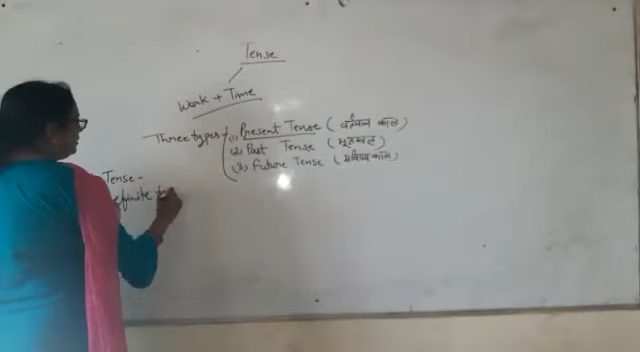 Tense
Work + Time
Three types
(1) Present Tense (वर्तमान काल)
(2) Past Tense (भूतकाल)
(3) Future Tense (भविष्य काल)
Tense -